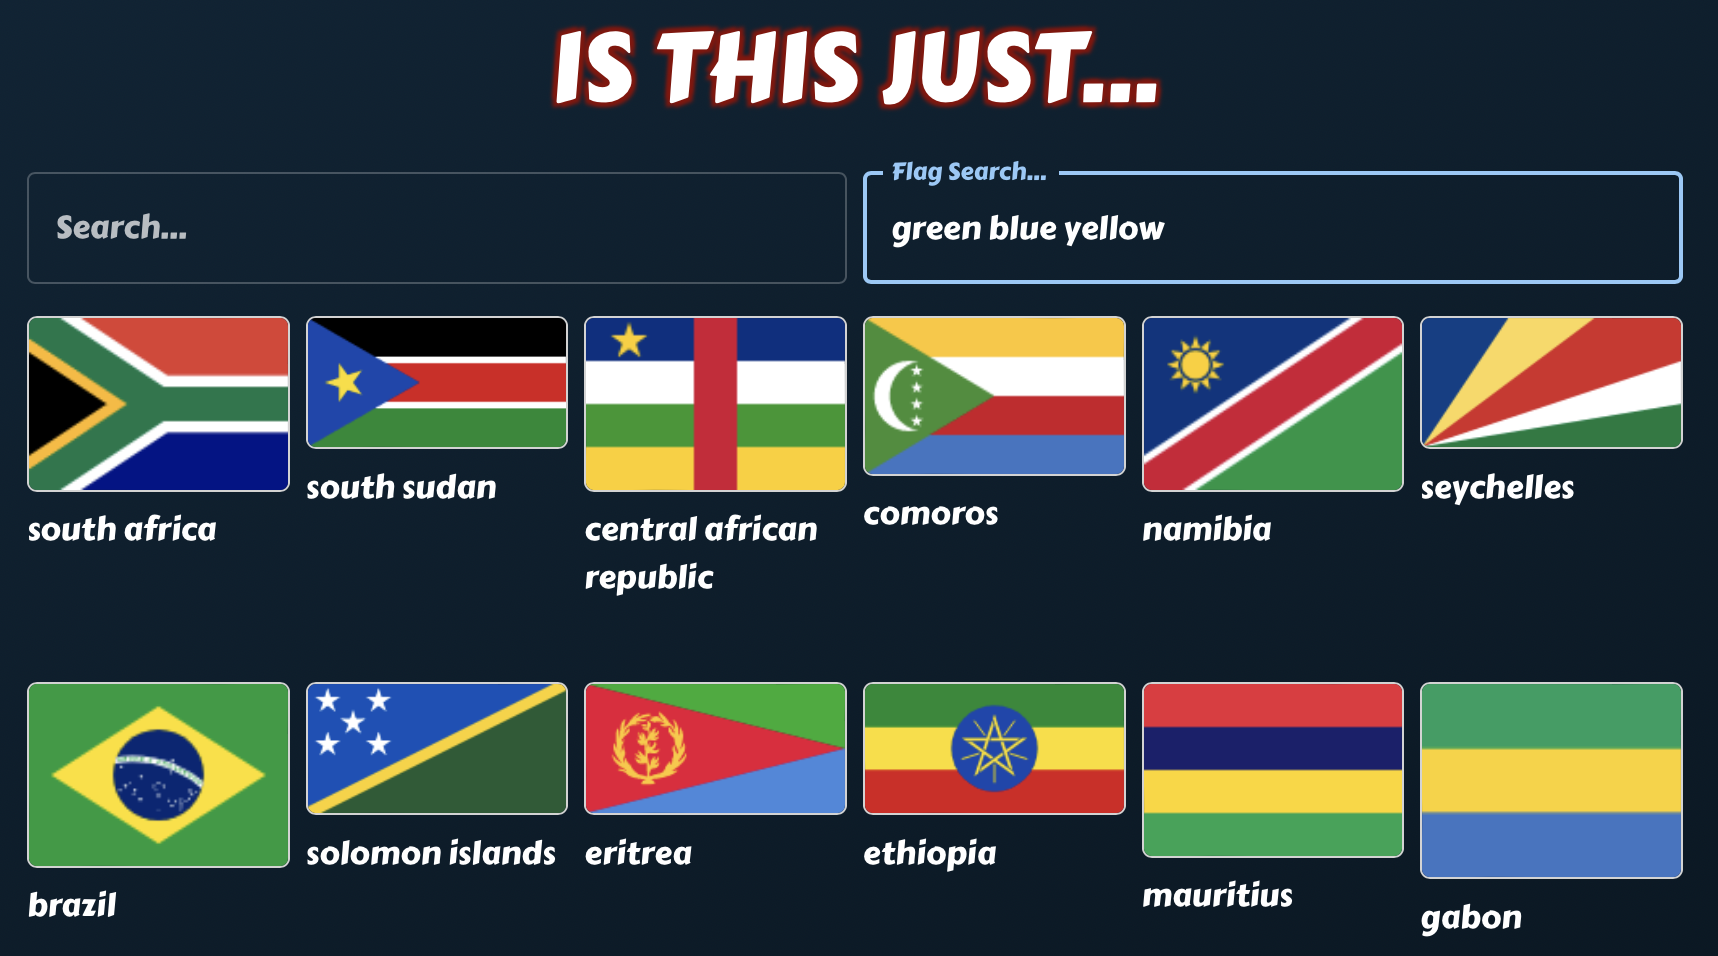 IS THIS JUST...
Search...
Flag Search...
green blue yellow
south africa
south sudan
central african
republic
comoros
namibia
seychelles
brazil
solomon islands
eritrea
ethiopia
mauritius
gabon